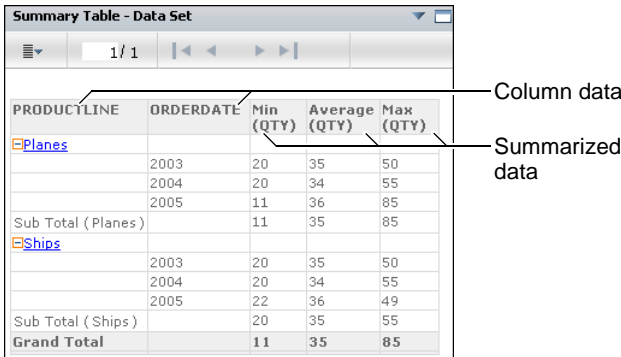 Summary Table - Data Set
1/ 1
PRODUCTLINE ORDERDATE Min (QTY) Average (QTY) Max (QTY)
Column data
Summarized data
Planes
2003 20 35 50
2004 20 34 55
2005 11 36 85
Sub Total ( Planes ) 11 35 85
Ships
2003 20 35 50
2004 20 34 55
2005 22 36 49
Sub Total ( Ships ) 20 35 55
Grand Total 11 35 85